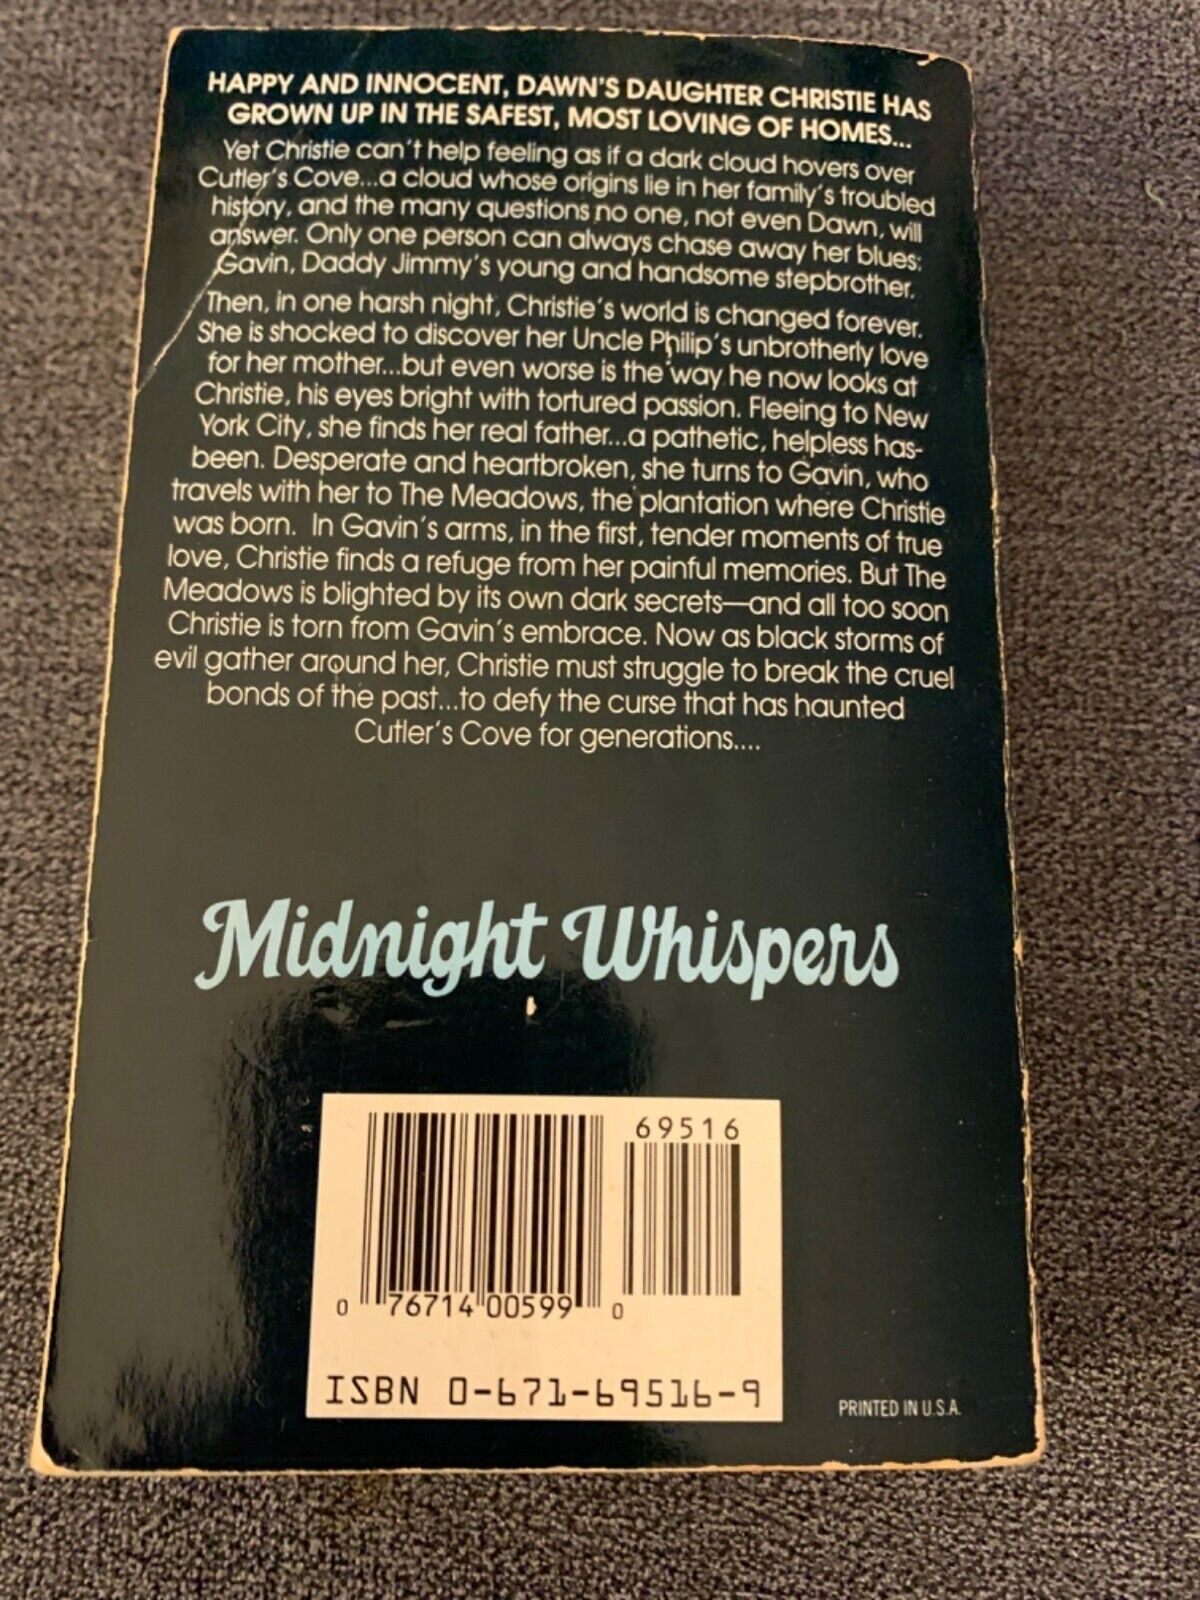 HAPPY AND INNOCENT, DAWN'S DAUGHTER CHRISTIE HAS
GROWN UP IN THE SAFEST, MOST LOVING OF HOMES...
Yet Christie can't help feeling as if a dark cloud hovers over
Cutler's Cove...a cloud whose origins lie in her family's troubled
history, and the many questions no one, not even Dawn, will
answer. Only one person can always chase away her blues:
Gavin, Daddy Jimmy's young and handsome stepbrother.
Then, in one harsh night, Christie's world is changed forever.
She is shocked to discover her Uncle Philip's unbrotherly love
for her mother...but even worse is the way he now looks at
Christie, his eyes bright with tortured passion. Fleeing to New
York City, she finds her real father...a pathetic, helpless has-
been. Desperate and heartbroken, she turns to Gavin, who
travels with her to The Meadows, the plantation where Christie
was born. In Gavin's arms, in the first, tender moments of true
love, Christie finds a refuge from her painful memories. But The
Meadows is blighted by its own dark secrets—and all too soon
Christie is torn from Gavin's embrace. Now as black storms of
evil gather around her, Christie must struggle to break the cruel
bonds of the past...to defy the curse that has haunted
Cutler's Cove for generations....
Midnight Whispers
69516
0 76714 00599 0
ISBN 0-671-69516-9
PRINTED IN U.S.A.